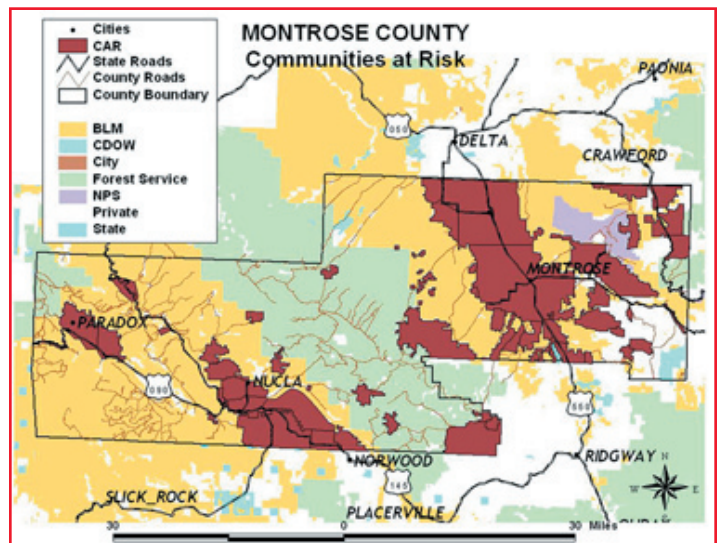 MONTROSE COUNTY
Communities at Risk
Cities
CAR
State Roads
County Roads
County Boundary
BLM
CDOW
City
Forest Service
NPS
Private
State
PAONIA
050
DELTA
CRAWFORD
MONTROSE
PARADOX
090
NUCLA
550
NORWOOD
RIDGWAY
N
W
E
SLICK_ROCK
145
PLACERVILLE
30
0
30 Miles